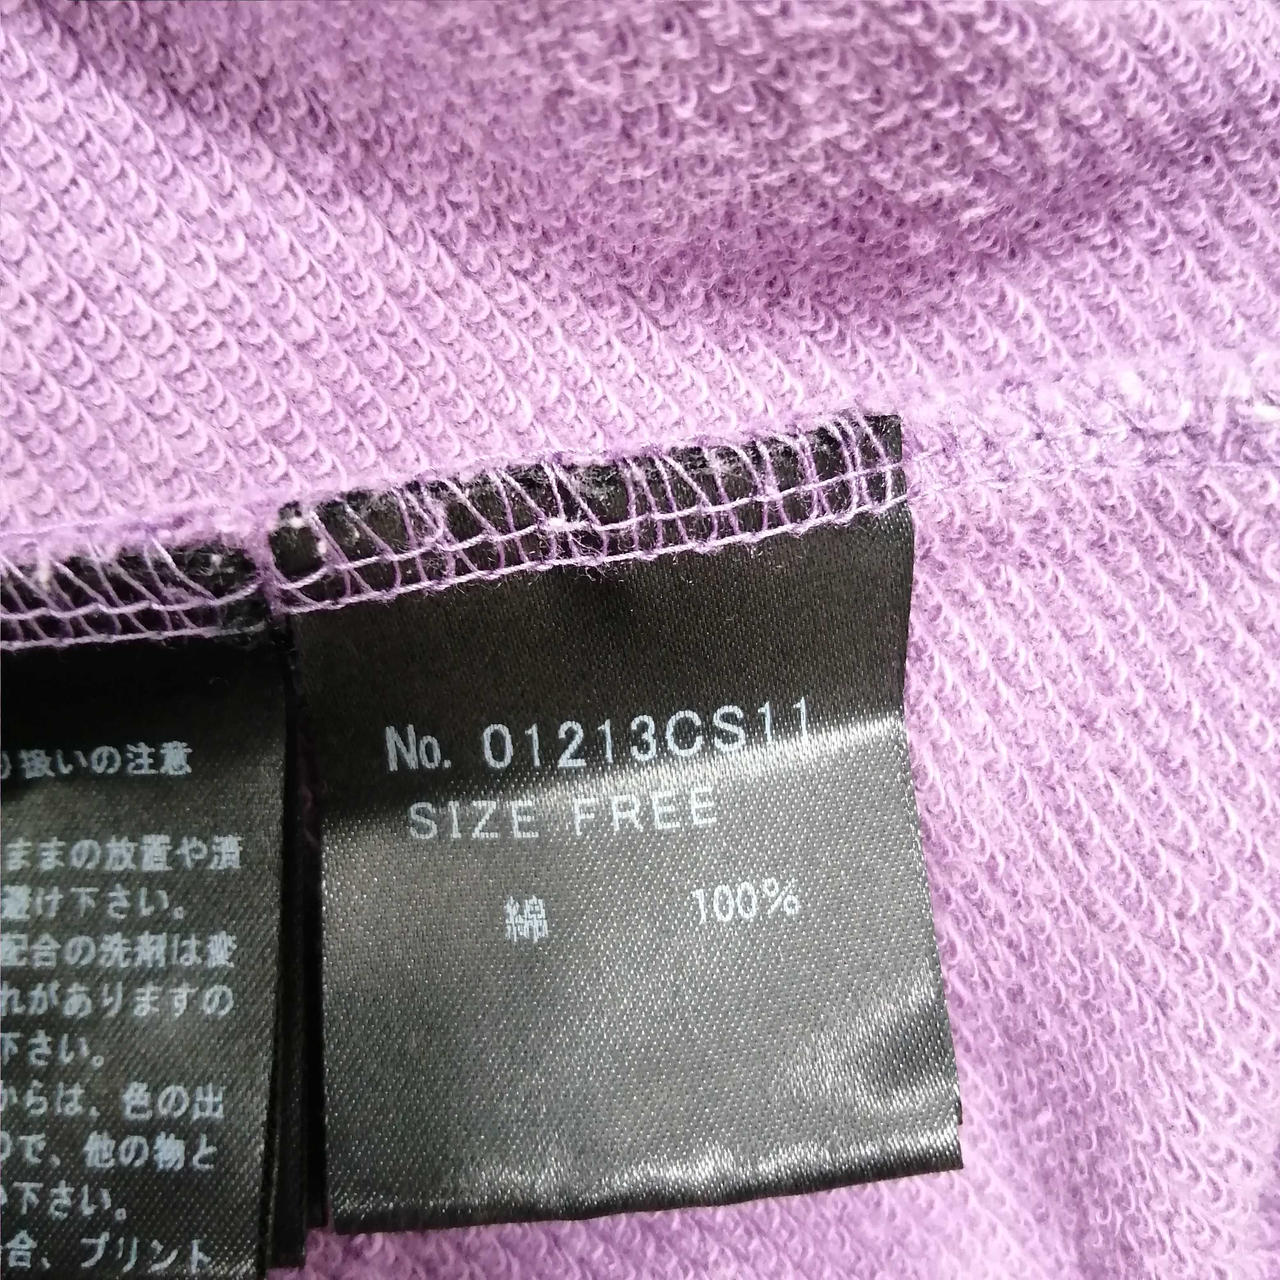 扱いの注意
ままの放置や消
避け下さい。
配合の洗剤は変
れがありますの
下さい。
からは、色の出
で、他の物と
下さい。
合、プリント
No. 01213CS11
SIZE FREE
綿 100%